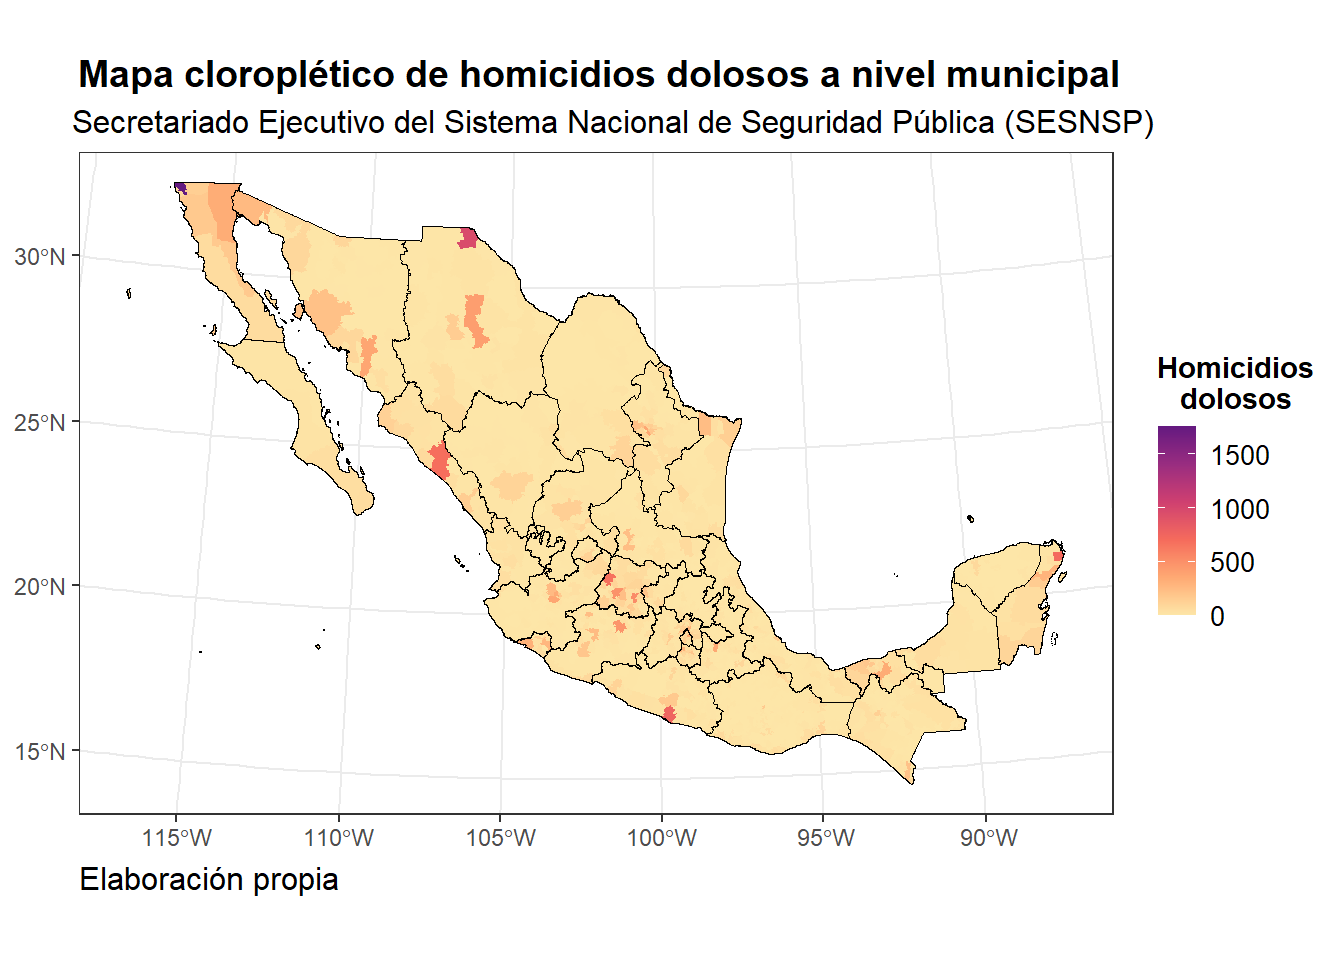 Mapa cloroplético de homicidios dolosos a nivel municipal
Secretariado Ejecutivo del Sistema Nacional de Seguridad Pública (SESNSP)
30°N
25°N
20°N
15°N
115°W
110°W
105°W
100°W
95°W
90°W
Homicidios
dolosos
1500
1000
500
0
Elaboración propia